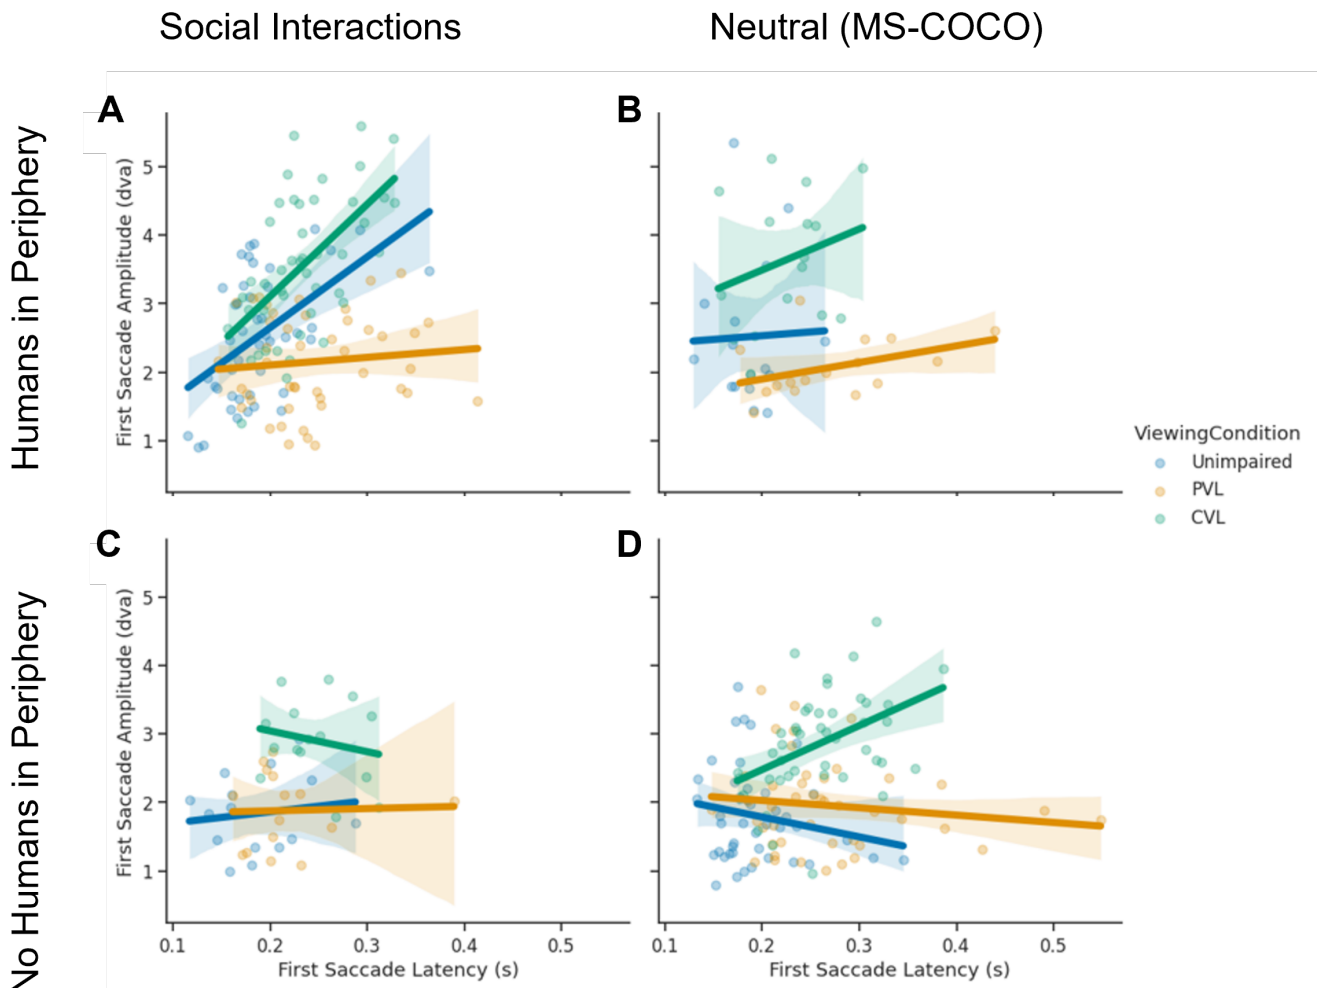 Social Interactions
Neutral (MS-COCO)
Humans in Periphery
A
B
First Saccade Amplitude (dva)
5
4
3
2
1
ViewingCondition
Unimpaired
PVL
CVL
No Humans in Periphery
C
D
First Saccade Amplitude (dva)
5
4
3
2
1
0.1 0.2 0.3 0.4 0.5
0.1 0.2 0.3 0.4 0.5
First Saccade Latency (s)
First Saccade Latency (s)